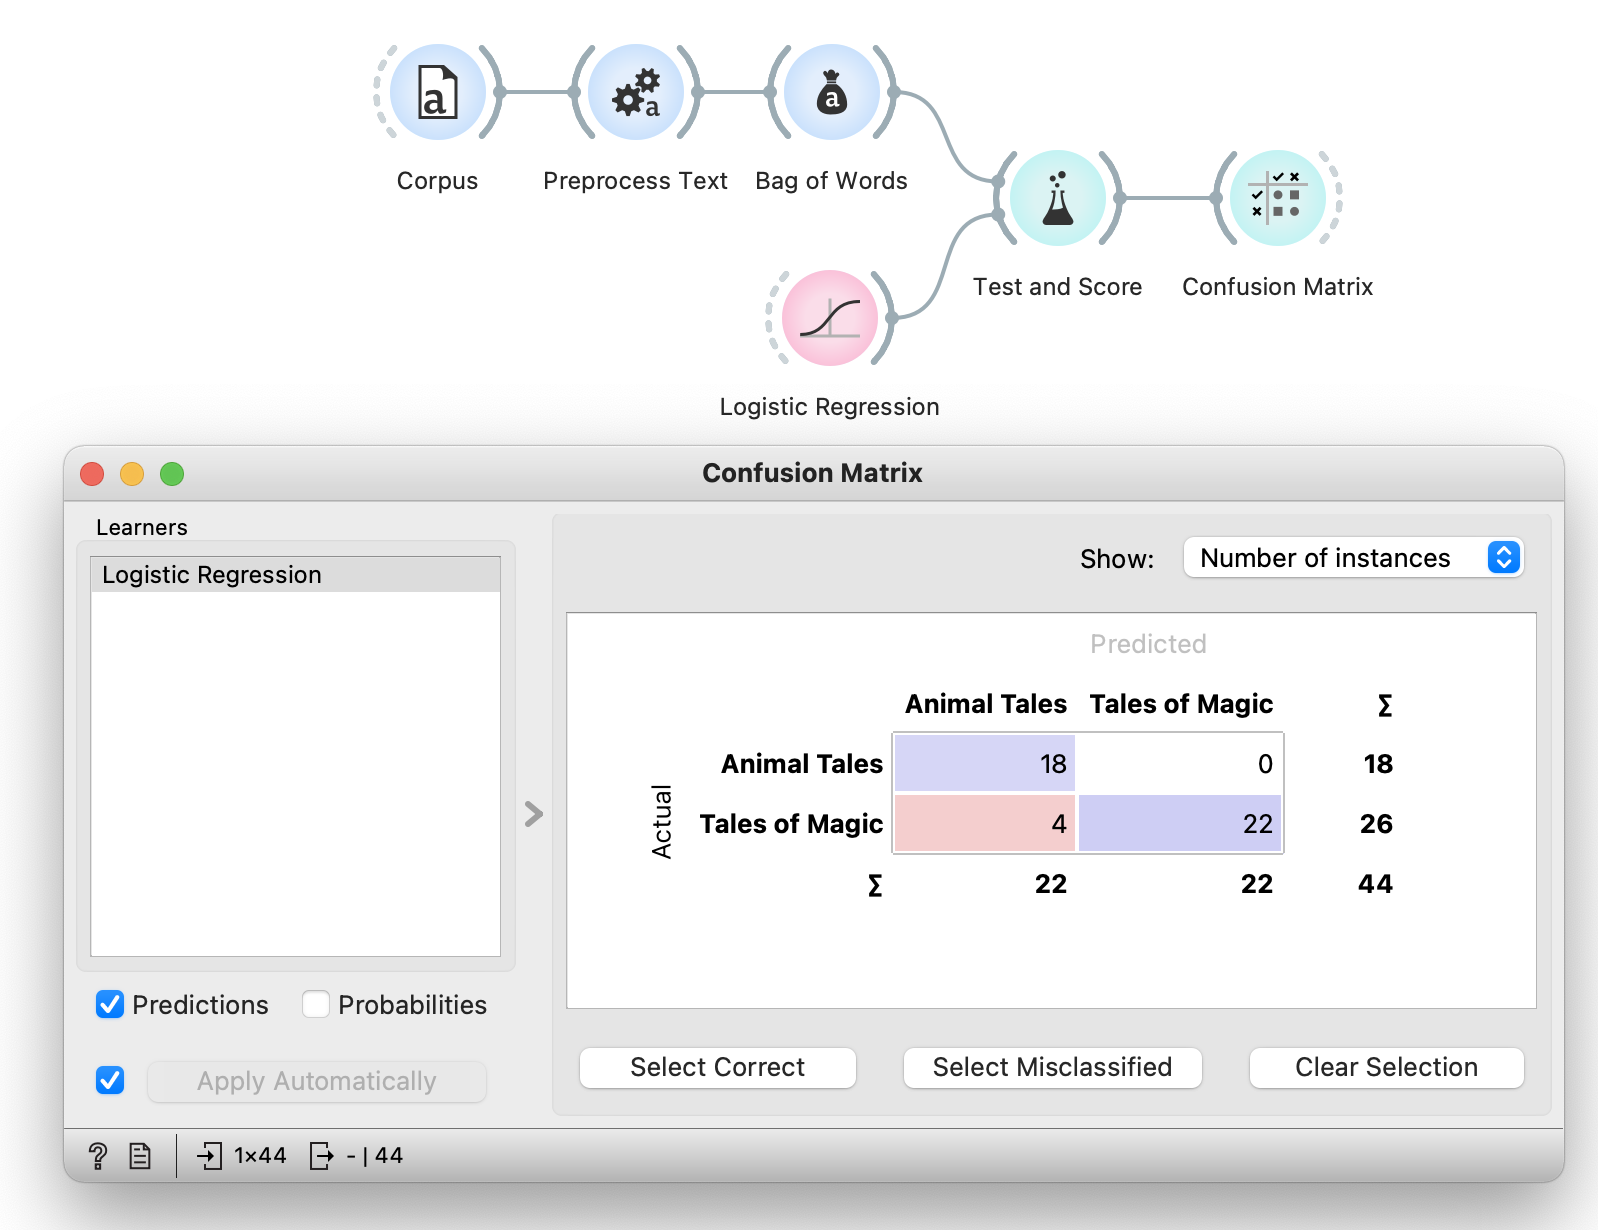 Corpus
Preprocess Text
Bag of Words
Test and Score
Confusion Matrix
Logistic Regression
Confusion Matrix
Learners
Logistic Regression
Show: Number of instances
Predicted
Animal Tales Tales of Magic Σ
Actual
Animal Tales 18 0 18
Tales of Magic 4 22 26
Σ 22 22 44
Predictions Probabilities
Apply Automatically
Select Correct Select Misclassified Clear Selection
? 1×44 - | 44